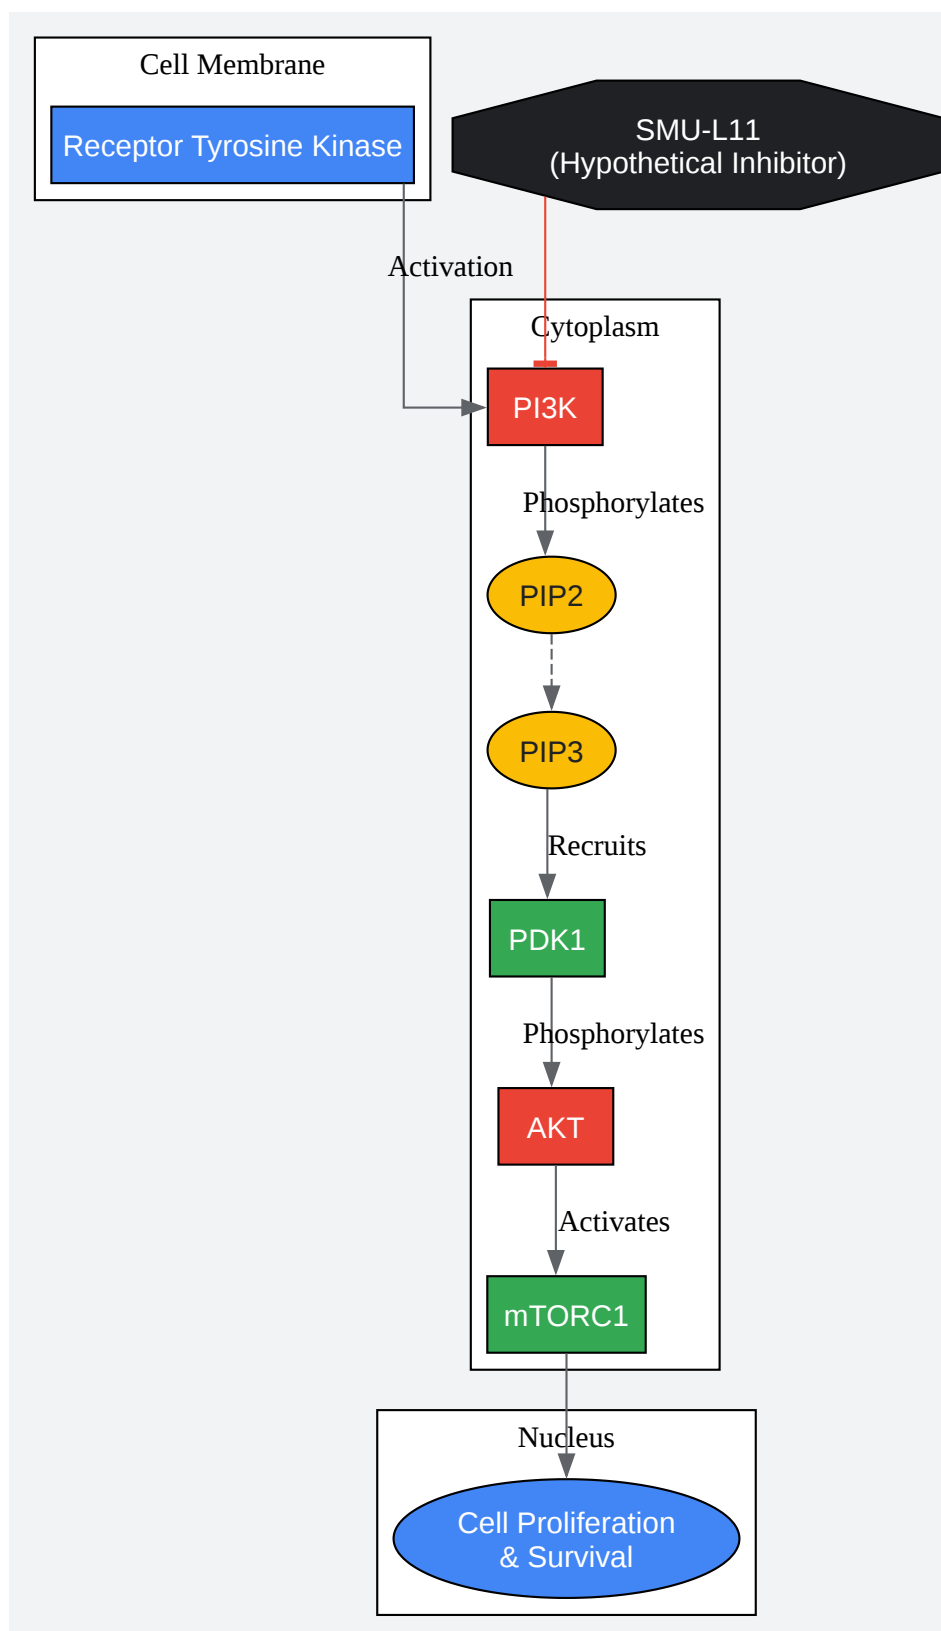 Cell Membrane
Receptor Tyrosine Kinase
SMU-L11
(Hypothetical Inhibitor)
Activation
Cytoplasm
PI3K
Phosphorylates
PIP2
PIP3
Recruits
PDK1
Phosphorylates
AKT
Activates
mTORC1
Nucleus
Cell Proliferation
& Survival